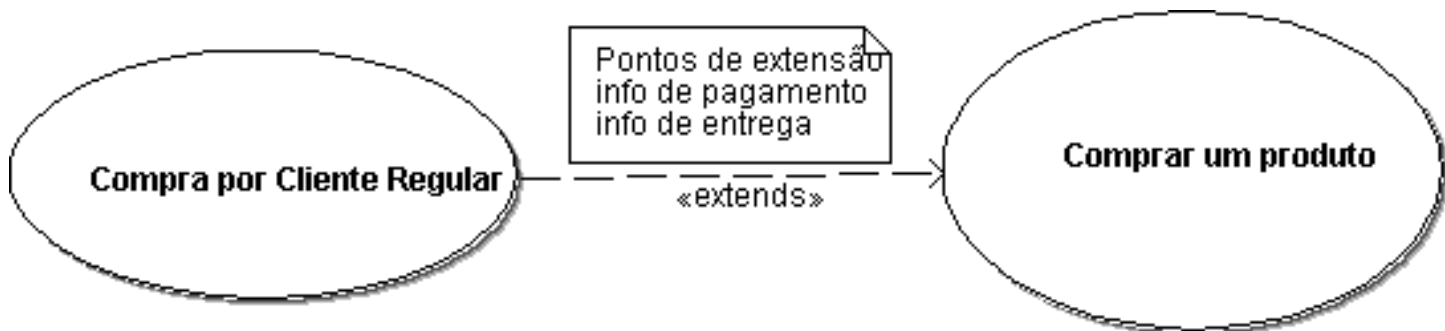 Pontos de extensão
info de pagamento
info de entrega
Compra por Cliente Regular
«extends»
Comprar um produto